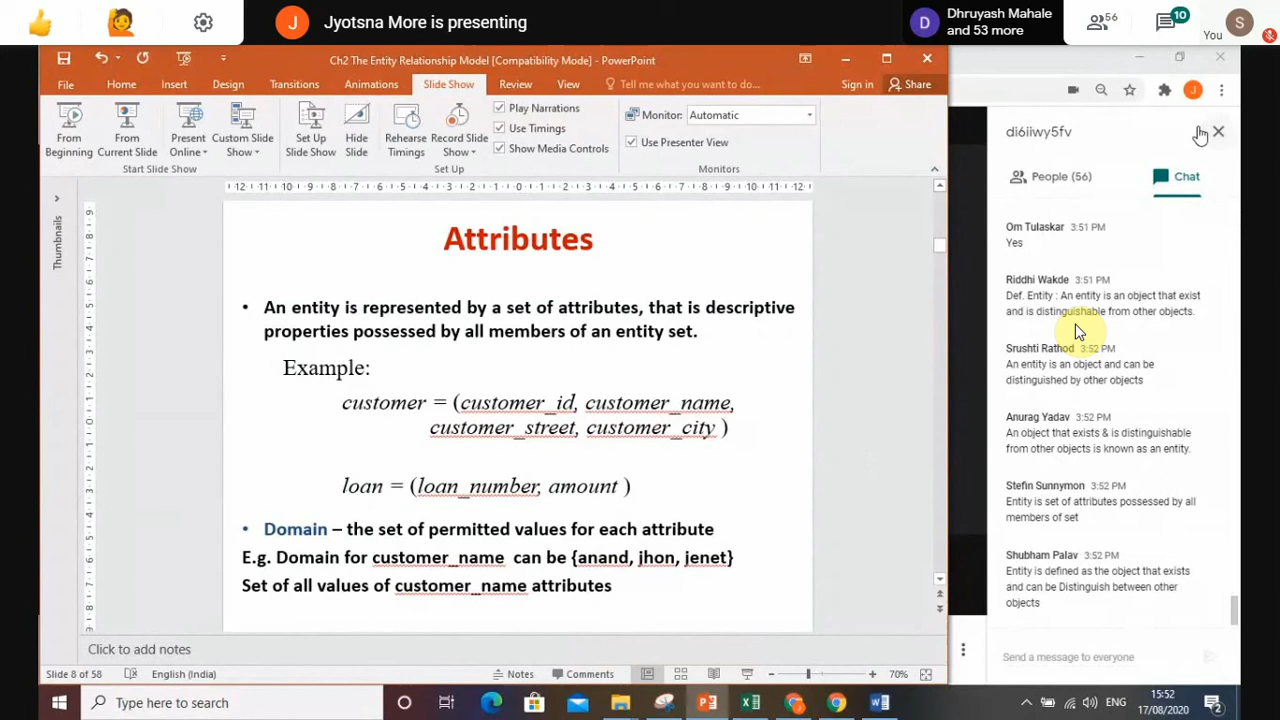 J
Jyotsna More is presenting
D
Dhruyash Mahale
and 53 more
56
10
You
S
Ch2 The Entity Relationship Model [Compatibility Mode] - PowerPoint
File
Home
Insert
Design
Transitions
Animations
Slide Show
Review
View
Tell me what you want to do...
Sign in
Share
From
Beginning
From
Current Slide
Present
Online
Custom Slide
Show
Set Up
Slide Show
Hide
Slide
Rehearse
Timings
Record Slide
Show
Play Narrations
Use Timings
Show Media Controls
Monitor: Automatic
Use Presenter View
Start Slide Show
Set Up
Monitors
Thumbnails
Attributes
• An entity is represented by a set of attributes, that is descriptive
properties possessed by all members of an entity set.
Example:
customer = (customer_id, customer_name,
customer_street, customer_city )
loan = (loan_number, amount )
• Domain – the set of permitted values for each attribute
E.g. Domain for customer_name can be {anand, jhon, jenet}
Set of all values of customer_name attributes
Click to add notes
Slide 8 of 58
English (India)
Notes
Comments
70%
J
di6iiwy5fv
People (56)
Chat
Om Tulaskar 3:51 PM
Yes
Riddhi Wakde 3:51 PM
Def. Entity : An entity is an object that exist
and is distinguishable from other objects.
Srushti Rathod 3:52 PM
An entity is an object and can be
distinguished by other objects
Anurag Yadav 3:52 PM
An object that exists & is distinguishable
from other objects is known as an entity.
Stefin Sunnymon 3:52 PM
Entity is set of attributes possessed by all
members of set
Shubham Palav 3:52 PM
Entity is defined as the object that exists
and can be Distinguish between other
objects
Send a message to everyone
Type here to search
ENG
15:52
17/08/2020
2